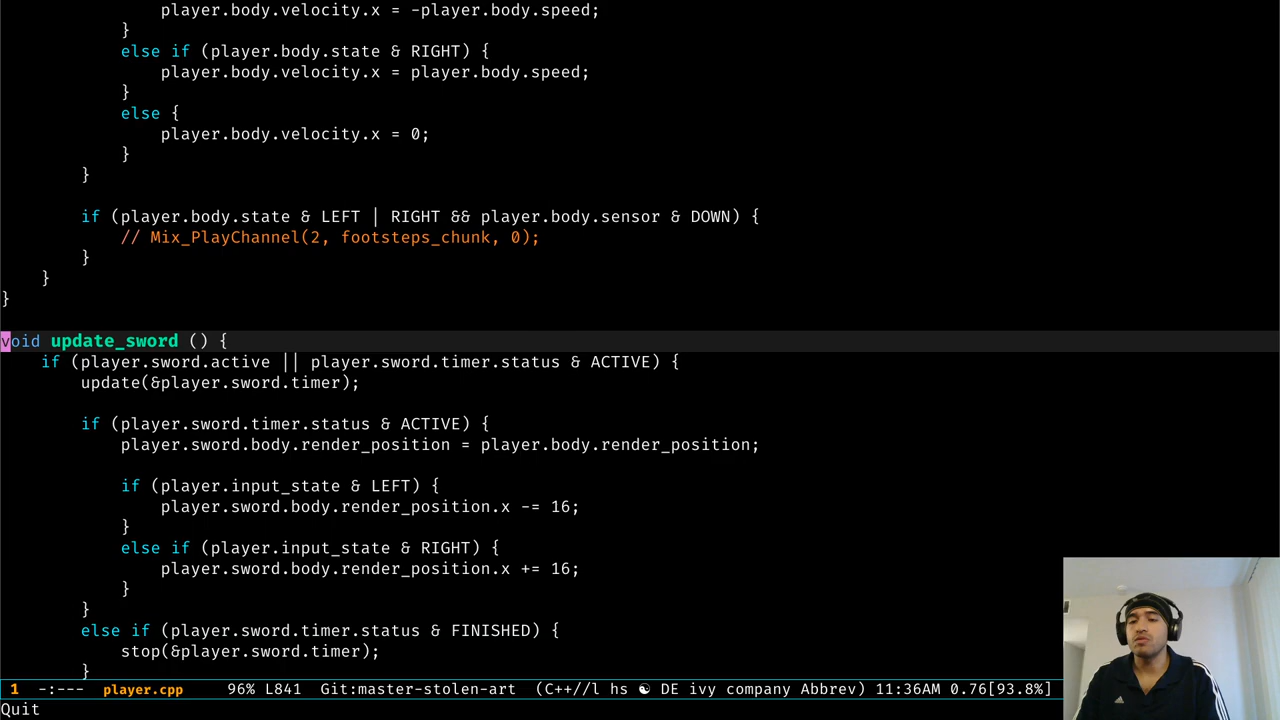 player.body.velocity.x = -player.body.speed;
}
else if (player.body.state & RIGHT) {
player.body.velocity.x = player.body.speed;
}
else {
player.body.velocity.x = 0;
}
}
if (player.body.state & LEFT | RIGHT && player.body.sensor & DOWN) {
// Mix_PlayChannel(2, footsteps_chunk, 0);
}
}
}
void update_sword () {
if (player.sword.active || player.sword.timer.status & ACTIVE) {
update(&player.sword.timer);
if (player.sword.timer.status & ACTIVE) {
player.sword.body.render_position = player.body.render_position;
if (player.input_state & LEFT) {
player.sword.body.render_position.x -= 16;
}
else if (player.input_state & RIGHT) {
player.sword.body.render_position.x += 16;
}
}
else if (player.sword.timer.status & FINISHED) {
stop(&player.sword.timer);
}
1 -:--- player.cpp 96% L841 Git:master-stolen-art (C++//l hs ☯ DE ivy company Abbrev) 11:36AM 0.76[93.8%]
Quit